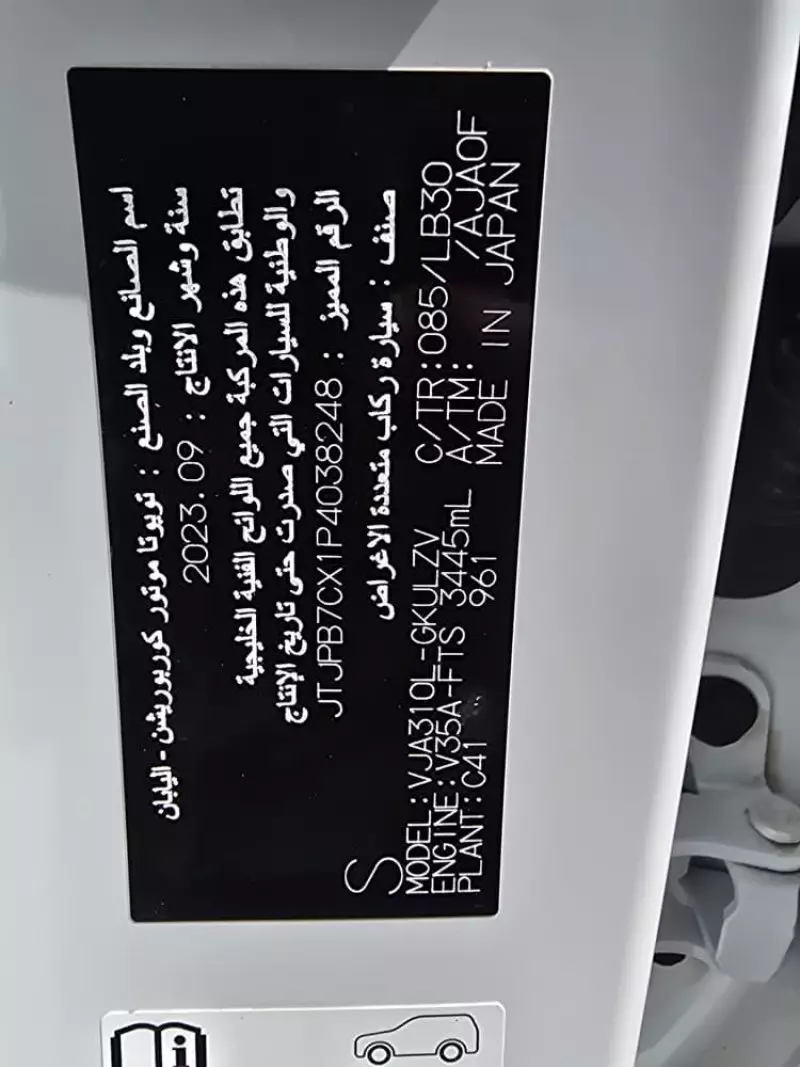 اسم الصانع وبلد الصنع : تويوتا موتور كوربوريشن - اليابان
سنة وشهر الانتاج : 2023.09
تطابق هذه المركبة جميع اللوائح الفنية الخليجية
والوطنية للسيارات التي صدرت حتى تاريخ الإنتاج
الرقم المميز : JTJPB7CX1P4038248
صنف : سيارة ركاب متعددة الاغراض
S
MODEL:VJA310L-GKULZV C/TR:085/LB30
ENGINE:V35A-FTS 3445mL A/TM: /AJA0F
PLANT:C41 961 MADE IN JAPAN
i